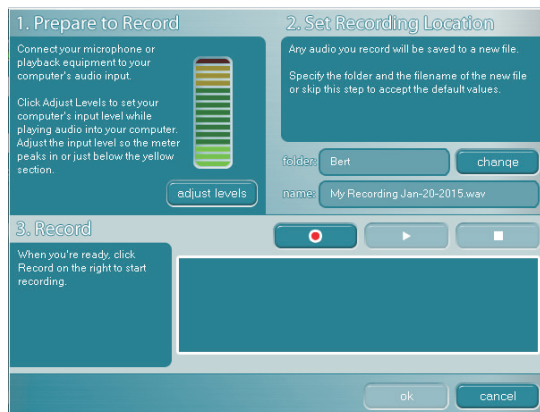 1. Prepare to Record
Connect your microphone or
playback equipment to your
computer's audio input.
Click Adjust Levels to set your
computer's input level while
playing audio into your computer.
Adjust the input level so the meter
peaks in or just below the yellow
section.
adjust levels
2. Set Recording Location
Any audio you record will be saved to a new file.
Specify the folder and the filename of the new file
or skip this step to accept the default values.
folder: Bert change
name: My Recording Jan-20-2015.wav
3. Record
When you're ready, click
Record on the right to start
recording.
ok cancel